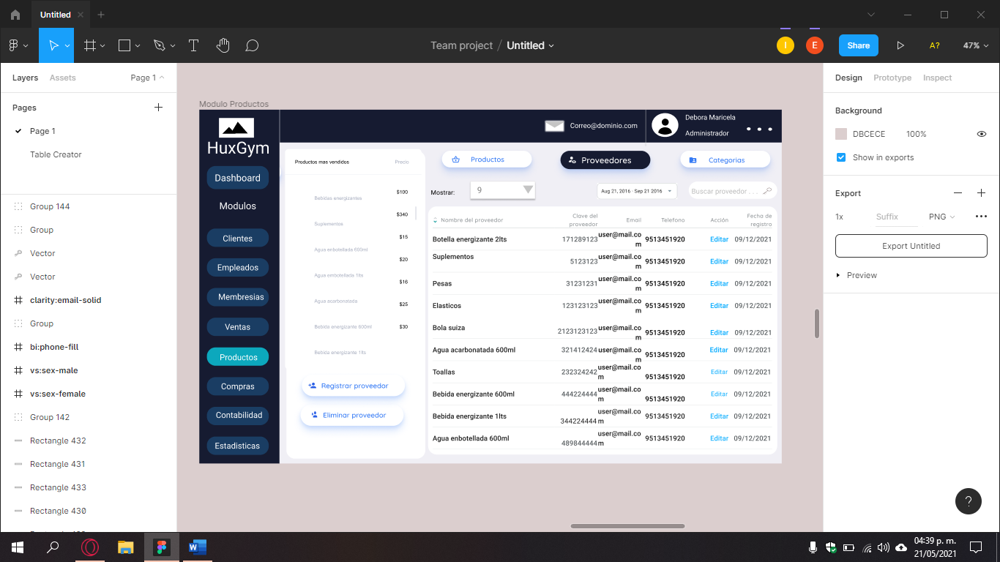 Untitled
Team project / Untitled
I
E
Share
A?
47%
Layers
Assets
Page 1
Pages
Page 1
Table Creator
Group 144
Group
Vector
Vector
clarity:email-solid
Group
bi:phone-fill
vs:sex-male
vs:sex-female
Group 142
Rectangle 432
Rectangle 431
Rectangle 433
Rectangle 430
Modulo Productos
HuxGym
Dashboard
Modulos
Clientes
Empleados
Membresias
Ventas
Productos
Compras
Contabilidad
Estadisticas
Correo@dominio.com
Debora Maricela
Administrador
Productos mas vendidos Precio
$100
Bebidas energizantes
$340
Suplementos
$15
Agua enbotellada 600ml
$20
Agua embotellada 1lts
$16
Agua acarbonatada
$25
Bebida energizante 600ml
$30
Bebida energizante 1lts
Registrar proveedor
Eliminar proveedor
Productos
Proveedores
Categorias
Mostrar:
9
Aug 21, 2016 - Sep 21 2016
Buscar proveedor . . .
Nombre del proveedor Clave del proveedor Email Telefono Acción Fecha de registro
Botella energizante 2lts 171289123 user@mail.com 9513451920 Editar 09/12/2021
Suplementos 5123123 user@mail.com 9513451920 Editar 09/12/2021
Pesas 31231231 user@mail.com 9513451920 Editar 09/12/2021
Elasticos 123123123 user@mail.com 9513451920 Editar 09/12/2021
Bola suiza 2123123123 user@mail.com 9513451920 Editar 09/12/2021
Agua acarbonatada 600ml 321412424 user@mail.com 9513451920 Editar 09/12/2021
Toallas 232324242 user@mail.com 9513451920 Editar 09/12/2021
Bebida energizante 600ml 444224444 user@mail.com 9513451920 Editar 09/12/2021
Bebida energizante 1lts 344224444 user@mail.com 9513451920 Editar 09/12/2021
Agua enbotellada 600ml 489844444 user@mail.com 9513451920 Editar 09/12/2021
Design
Prototype
Inspect
Background
DBCECE 100%
Show in exports
Export
1x Suffix PNG
Export Untitled
Preview
?
04:39 p. m.
21/05/2021